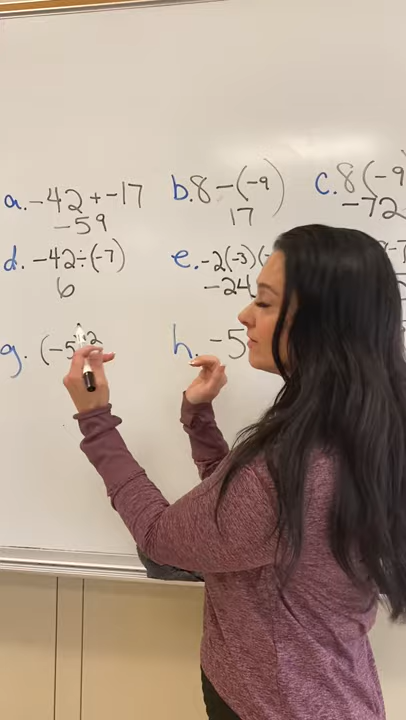 a. -42 + -17 b. 8 - (-9) c. 8(-9
-59 17 -72
d. -42 ÷ (-7) e. -2(-3)(-
6 -24
g. (-5)² h. -5